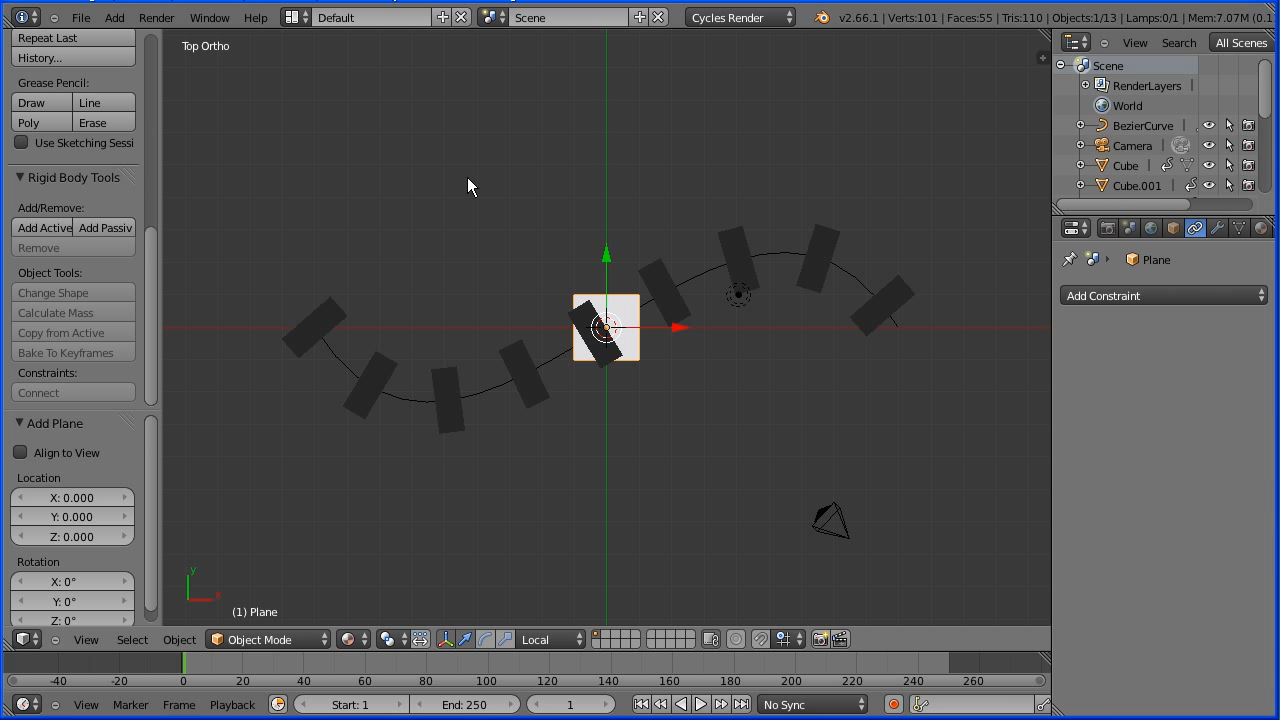 File Add Render Window Help Default Scene Cycles Render v2.66.1 | Verts:101 | Faces:55 | Tris:110 | Objects:1/13 | Lamps:0/1 | Mem:7.07M (0.1
Repeat Last
History...
Grease Pencil:
Draw Line
Poly Erase
Use Sketching Sessi
Rigid Body Tools
Add/Remove:
Add Active Add Passiv
Remove
Object Tools:
Change Shape
Calculate Mass
Copy from Active
Bake To Keyframes
Constraints:
Connect
Add Plane
Align to View
Location
X: 0.000
Y: 0.000
Z: 0.000
Rotation
X: 0°
Y: 0°
Z: 0°
Top Ortho
y
x
(1) Plane
View Search All Scenes
Scene
RenderLayers
World
BezierCurve
Camera
Cube
Cube.001
Plane
Add Constraint
View Select Object Object Mode Local
-40 -20 0 20 40 60 80 100 120 140 160 180 200 220 240 260
View Marker Frame Playback Start: 1 End: 250 1 No Sync